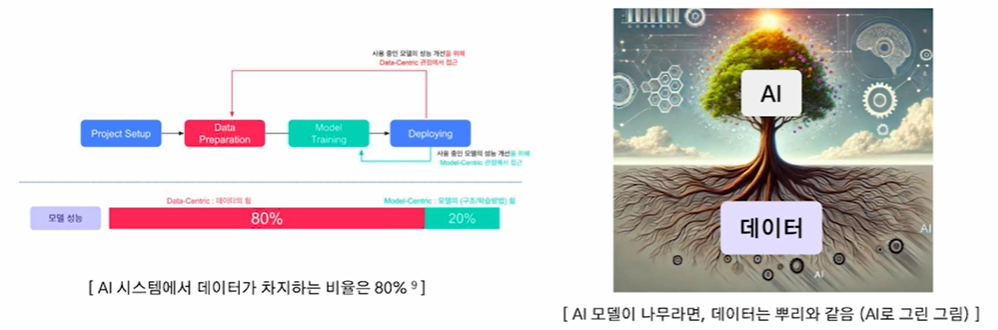 사용 중인 모델의 성능 개선을 위해
Data-Centric 관점에서 접근
Project Setup
Data
Preparation
Model
Training
Deploying
사용 중인 모델의 성능 개선을 위해
Model-Centric 관점에서 접근
Data-Centric : 데이터의 힘
Model-Centric : 모델의 (구조/학습방법) 힘
모델 성능
80%
20%
[ AI 시스템에서 데이터가 차지하는 비율은 80% 9 ]
AI
데이터
AI
AI
[ AI 모델이 나무라면, 데이터는 뿌리와 같음 (AI로 그린 그림) ]